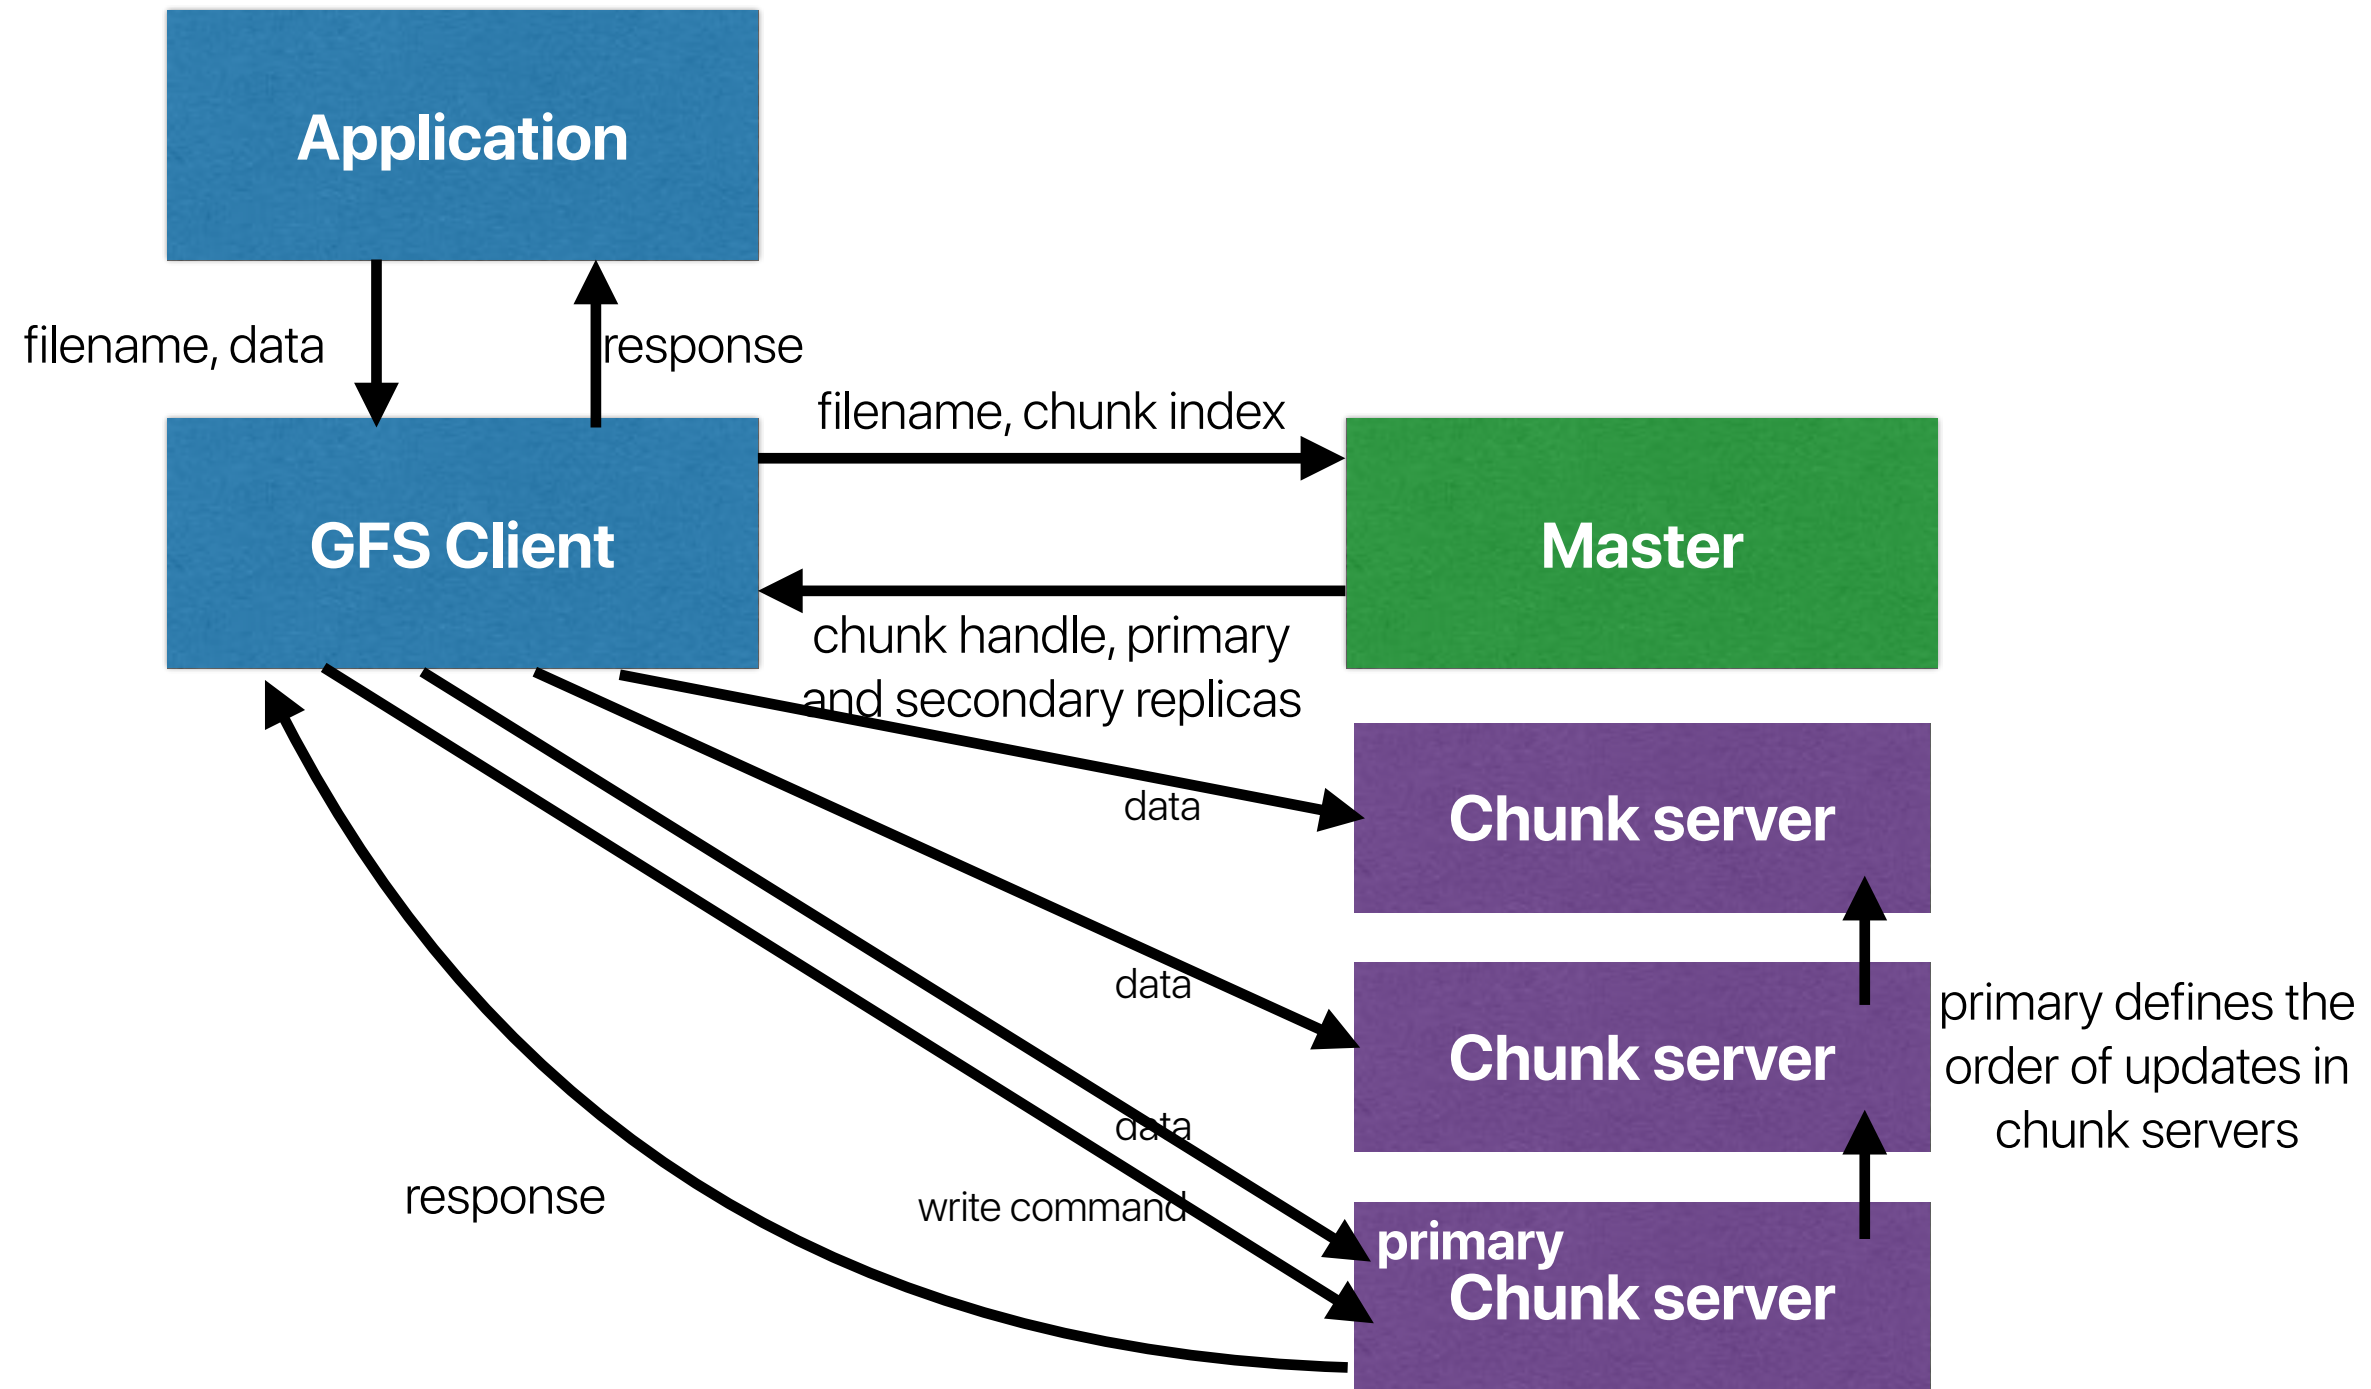 Application
filename, data
response
filename, chunk index
GFS Client
Master
chunk handle, primary
and secondary replicas
data
Chunk server
data
Chunk server
primary defines the
order of updates in
chunk servers
data
write command
response
primary
Chunk server